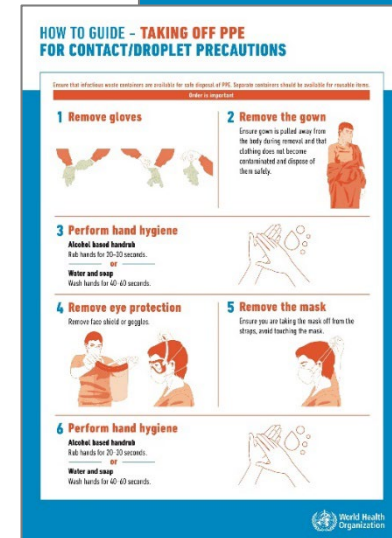 HOW TO GUIDE - TAKING OFF PPE
FOR CONTACT/DROPLET PRECAUTIONS
Ensure that infectious waste containers are available for safe disposal of PPE. Separate containers should be available for reusable items.
Order is important
1 Remove gloves
2 Remove the gown
Ensure gown is pulled away from
the body during removal and that
clothing does not become
contaminated and dispose of
them safely.
3 Perform hand hygiene
Alcohol based handrub
Rub hands for 20-30 seconds.
or
Water and soap
Wash hands for 40-60 seconds.
4 Remove eye protection
Remove face shield or goggles.
5 Remove the mask
Ensure you are taking the mask off from the
straps, avoid touching the mask.
6 Perform hand hygiene
Alcohol based handrub
Rub hands for 20-30 seconds.
or
Water and soap
Wash hands for 40-60 seconds.
World Health
Organization